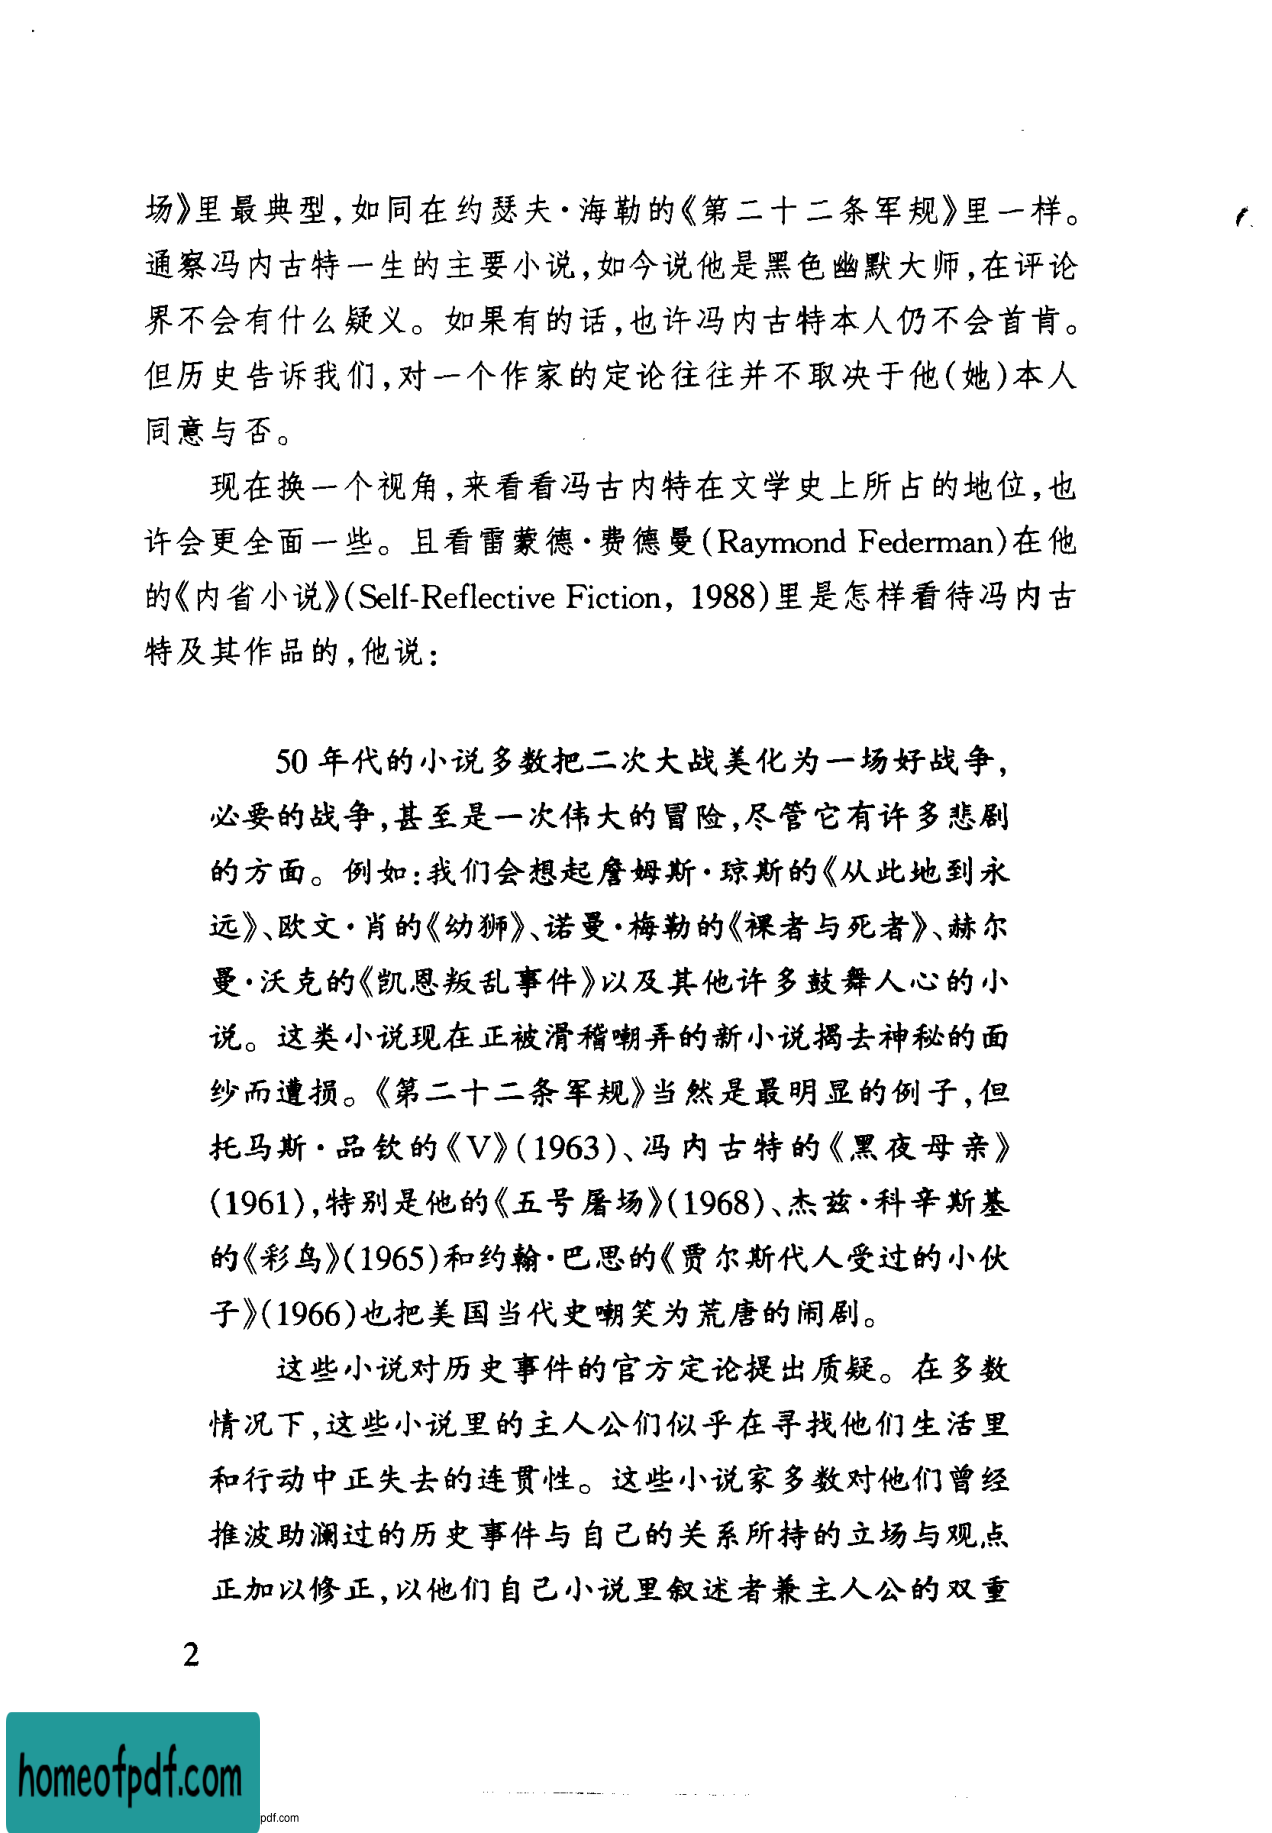 场》里最典型,如同在约瑟夫·海勒的《第二十二条军规》里一样。
通察冯内古特一生的主要小说,如今说他是黑色幽默大师,在评论
界不会有什么疑义。如果有的话,也许冯内古特本人仍不会首肯。
但历史告诉我们,对一个作家的定论往往并不取决于他(她)本人
同意与否。
现在换一个视角,来看看冯古内特在文学史上所占的地位,也
许会更全面一些。且看雷蒙德·费德曼(Raymond Federman)在他
的《内省小说》(Self-Reflective Fiction, 1988)里是怎样看待冯内古
特及其作品的,他说:
50年代的小说多数把二次大战美化为一场好战争,
必要的战争,甚至是一次伟大的冒险,尽管它有许多悲剧
的方面。例如:我们会想起詹姆斯·琼斯的《从此地到永
远》、欧文·肖的《幼狮》、诺曼·梅勒的《裸者与死者》、赫尔
曼·沃克的《凯恩叛乱事件》以及其他许多鼓舞人心的小
说。这类小说现在正被滑稽嘲弄的新小说揭去神秘的面
纱而遭损。《第二十二条军规》当然是最明显的例子,但
托马斯·品钦的《V》(1963)、冯内古特的《黑夜母亲》
(1961),特别是他的《五号屠场》(1968)、杰兹·科辛斯基
的《彩鸟》(1965)和约翰·巴思的《贾尔斯代人受过的小伙
子》(1966)也把美国当代史嘲笑为荒唐的闹剧。
这些小说对历史事件的官方定论提出质疑。在多数
情况下,这些小说里的主人公们似乎在寻找他们生活里
和行动中正失去的连贯性。这些小说家多数对他们曾经
推波助澜过的历史事件与自己的关系所持的立场与观点
正加以修正,以他们自己小说里叙述者兼主人公的双重
2
homeofpdf.com
pdf.com